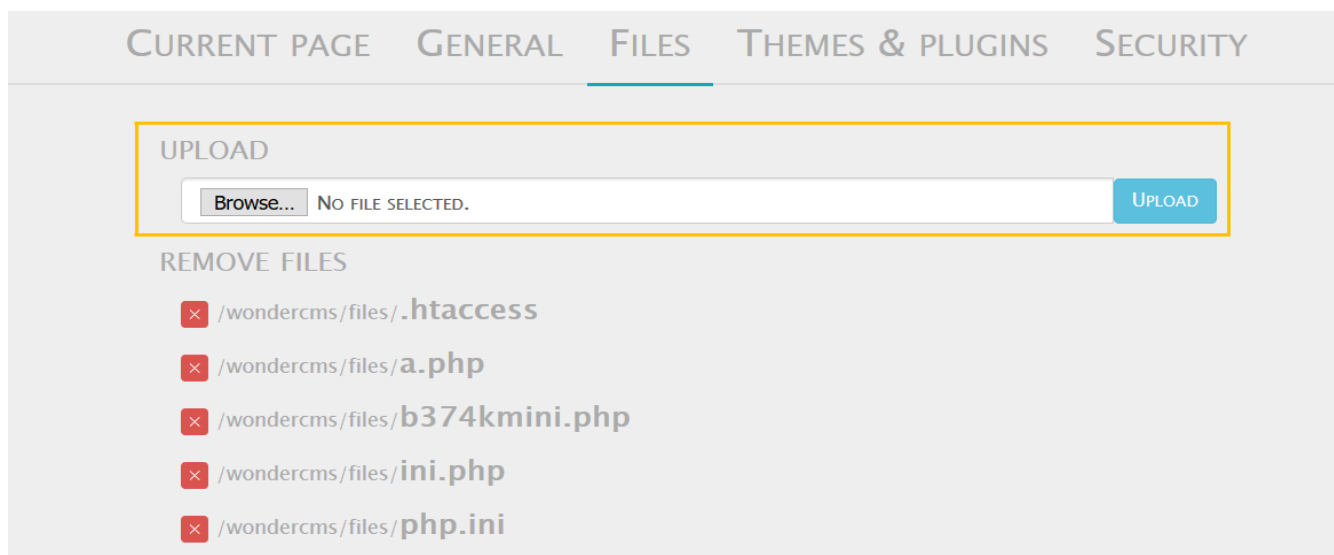 CURRENT PAGE GENERAL FILES THEMES & PLUGINS SECURITY
UPLOAD
Browse... NO FILE SELECTED. UPLOAD
REMOVE FILES
× /wondercms/files/.htaccess
× /wondercms/files/a.php
× /wondercms/files/b374kmini.php
× /wondercms/files/ini.php
× /wondercms/files/php.ini